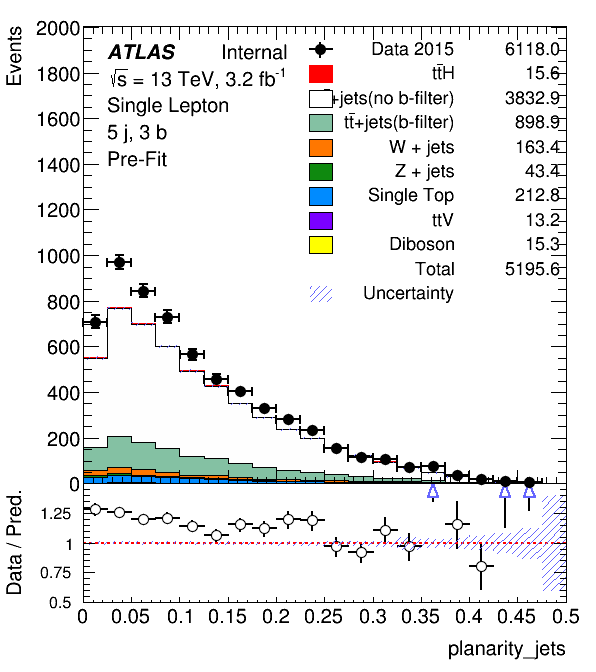 Events
2000
1800
1600
1400
1200
1000
800
600
400
200
0
ATLAS Internal
√s = 13 TeV, 3.2 fb⁻¹
Single Lepton
5 j, 3 b
Pre-Fit
Data 2015 6118.0
tt̄H 15.6
+jets(no b-filter) 3832.9
tt̄+jets(b-filter) 898.9
W + jets 163.4
Z + jets 43.4
Single Top 212.8
ttV 13.2
Diboson 15.3
Total 5195.6
Uncertainty
Data / Pred.
1.25
1
0.75
0.5
0 0.05 0.1 0.15 0.2 0.25 0.3 0.35 0.4 0.45 0.5
planarity_jets